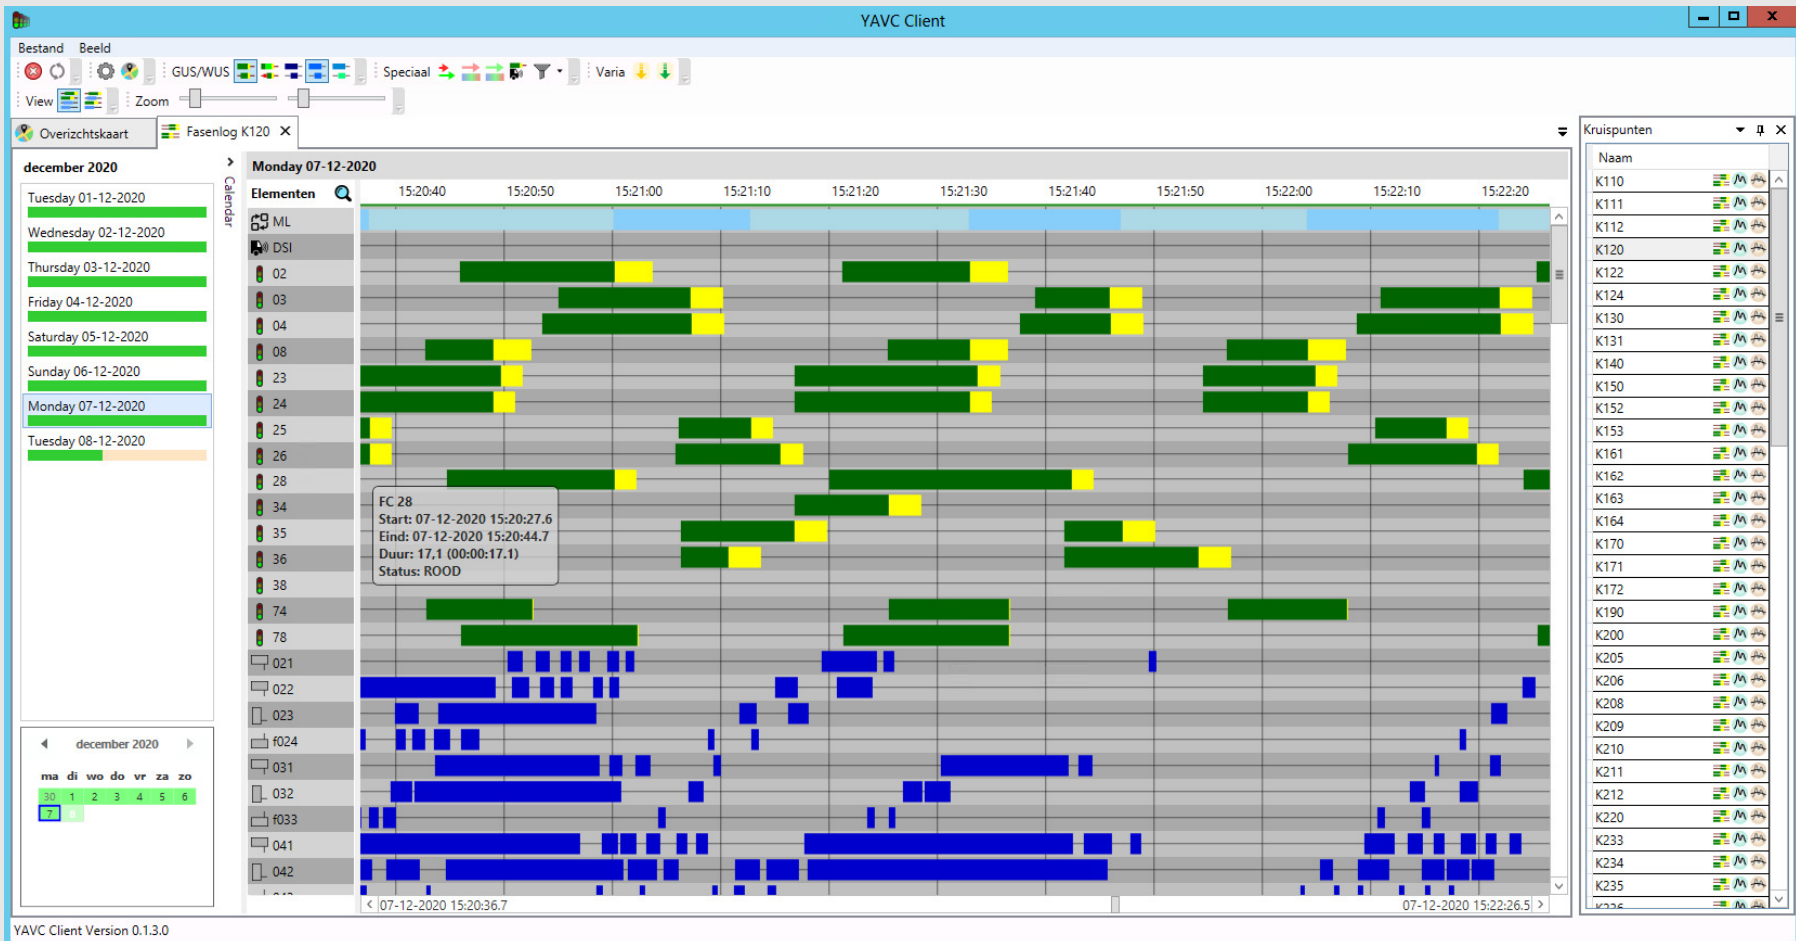 YAVC Client
Bestand Beeld
GUS/WUS Speciaal Varia
View Zoom
Overizchtskaart Fasenlog K120
december 2020
Tuesday 01-12-2020
Wednesday 02-12-2020
Thursday 03-12-2020
Friday 04-12-2020
Saturday 05-12-2020
Sunday 06-12-2020
Monday 07-12-2020
Tuesday 08-12-2020
december 2020
ma di wo do vr za zo
30 1 2 3 4 5 6
7 8
Calendar
Monday 07-12-2020
Elementen
15:20:40 15:20:50 15:21:00 15:21:10 15:21:20 15:21:30 15:21:40 15:21:50 15:22:00 15:22:10 15:22:20
ML
DSI
02
03
04
08
23
24
25
26
28
34
35
36
38
74
78
021
022
023
f024
031
032
f033
041
042
FC 28
Start: 07-12-2020 15:20:27.6
Eind: 07-12-2020 15:20:44.7
Duur: 17,1 (00:00:17.1)
Status: ROOD
07-12-2020 15:20:36.7 07-12-2020 15:22:26.5
Kruispunten
Naam
K110
K111
K112
K120
K122
K124
K130
K131
K140
K150
K152
K153
K161
K162
K163
K164
K170
K171
K172
K190
K200
K205
K206
K208
K209
K210
K211
K212
K220
K233
K234
K235
YAVC Client Version 0.1.3.0